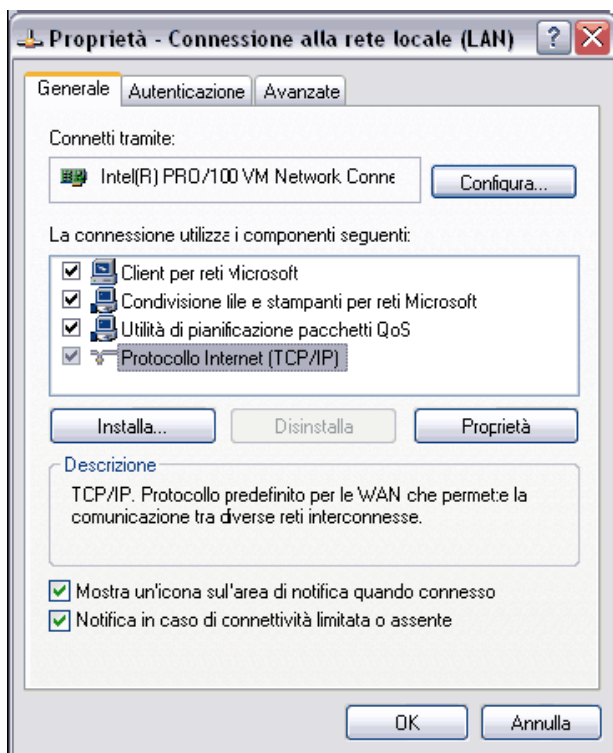 Proprietà - Connessione alla rete locale (LAN)
Generale
Autenticazione
Avanzate
Connetti tramite:
Intel(R) PRO/100 VM Network Conne
Configura...
La connessione utilizza i componenti seguenti:
Client per reti Microsoft
Condivisione file e stampanti per reti Microsoft
Utilità di pianificazione pacchetti QoS
Protocollo Internet (TCP/IP)
Installa...
Disinstalla
Proprietà
Descrizione
TCP/IP. Protocollo predefinito per le WAN che permette la
comunicazione tra diverse reti interconnesse.
Mostra un'icona sul'area di notifica quando connesso
Notifica in caso di connettività limitata o assente
OK
Annulla